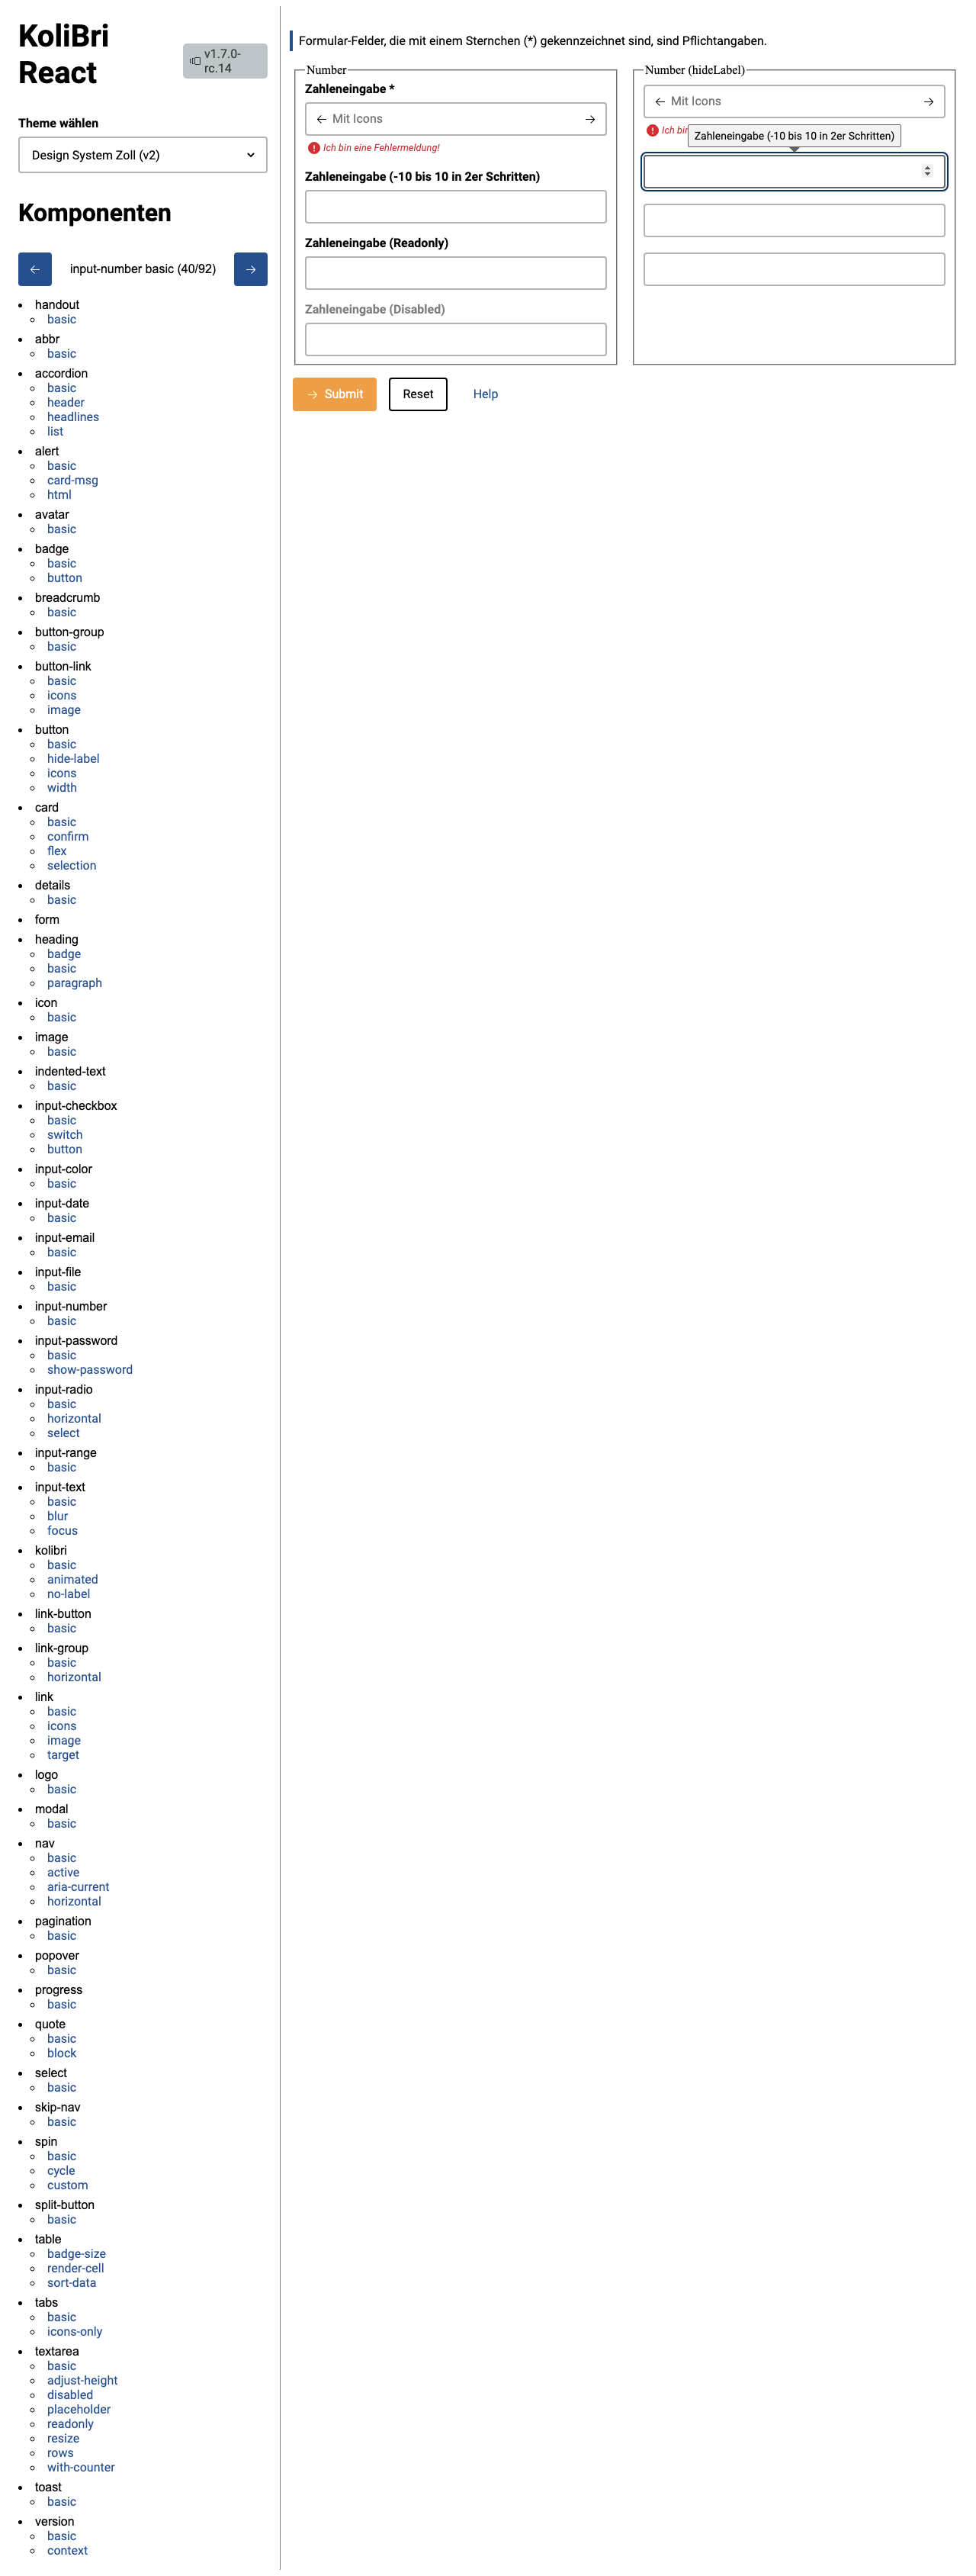 KoliBri
React
v1.7.0-
rc.14
Theme wählen
Design System Zoll (v2)
Komponenten
input-number basic (40/92)
handout
basic
abbr
basic
accordion
basic
header
headlines
list
alert
basic
card-msg
html
avatar
basic
badge
basic
button
breadcrumb
basic
button-group
basic
button-link
basic
icons
image
button
basic
hide-label
icons
width
card
basic
confirm
flex
selection
details
basic
form
heading
badge
basic
paragraph
icon
basic
image
basic
indented-text
basic
input-checkbox
basic
switch
button
input-color
basic
input-date
basic
input-email
basic
input-file
basic
input-number
basic
input-password
basic
show-password
input-radio
basic
horizontal
select
input-range
basic
input-text
basic
blur
focus
kolibri
basic
animated
no-label
link-button
basic
link-group
basic
horizontal
link
basic
icons
image
target
logo
basic
modal
basic
nav
basic
active
aria-current
horizontal
pagination
basic
popover
basic
progress
basic
quote
basic
block
select
basic
skip-nav
basic
spin
basic
cycle
custom
split-button
basic
table
badge-size
render-cell
sort-data
tabs
basic
icons-only
textarea
basic
adjust-height
disabled
placeholder
readonly
resize
rows
with-counter
toast
basic
version
basic
context
Formular-Felder, die mit einem Sternchen (*) gekennzeichnet sind, sind Pflichtangaben.
Number
Zahleneingabe *
Mit Icons
Ich bin eine Fehlermeldung!
Zahleneingabe (-10 bis 10 in 2er Schritten)
Zahleneingabe (Readonly)
Zahleneingabe (Disabled)
Number (hideLabel)
Mit Icons
Ich bin
Zahleneingabe (-10 bis 10 in 2er Schritten)
Submit
Reset
Help